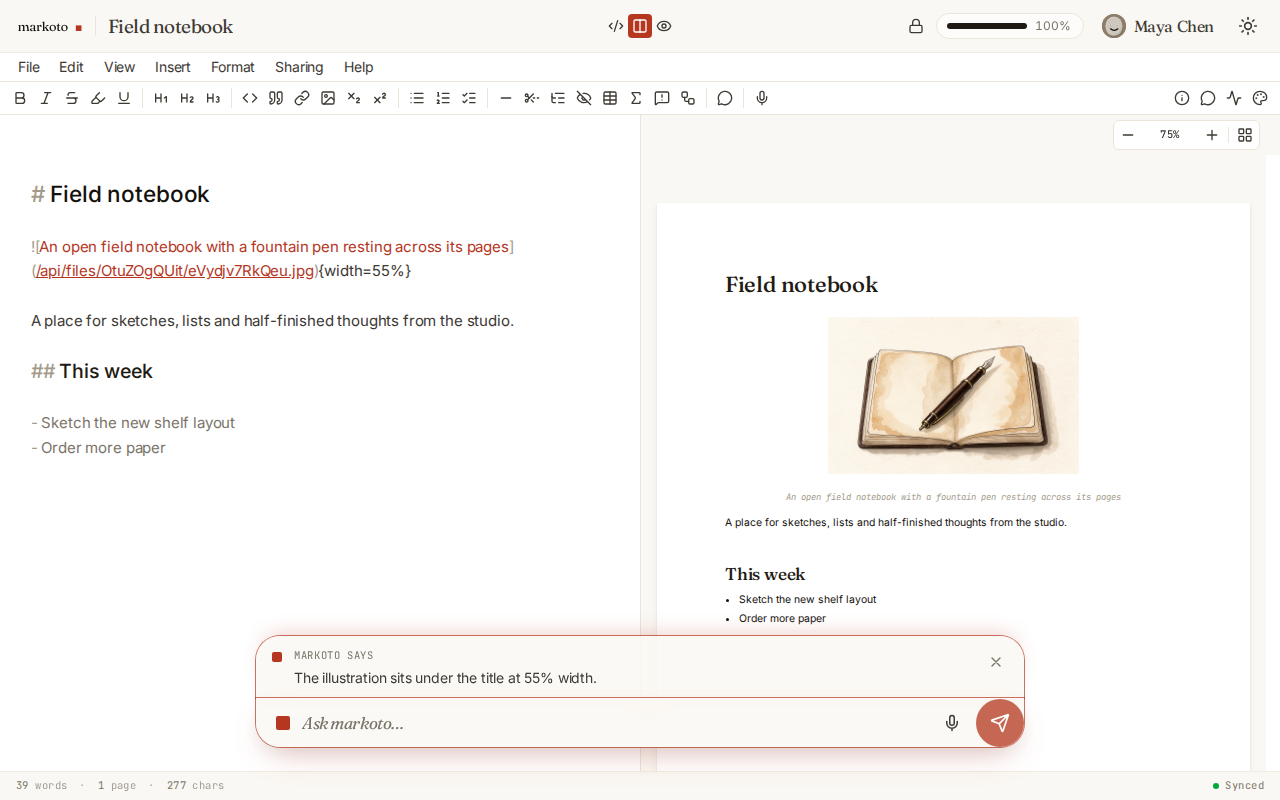 markoto
Field notebook
100%
Maya Chen
File Edit View Insert Format Sharing Help
H1 H2 H3
75%
# Field notebook
![An open field notebook with a fountain pen resting across its pages]
(/api/files/OtuZOgQUit/eVydjv7RkQeu.jpg){width=55%}
A place for sketches, lists and half-finished thoughts from the studio.
## This week
- Sketch the new shelf layout
- Order more paper
Field notebook
An open field notebook with a fountain pen resting across its pages
A place for sketches, lists and half-finished thoughts from the studio.
This week
• Sketch the new shelf layout
• Order more paper
MARKOTO SAYS
The illustration sits under the title at 55% width.
Ask markoto...
39 words · 1 page · 277 chars
Synced